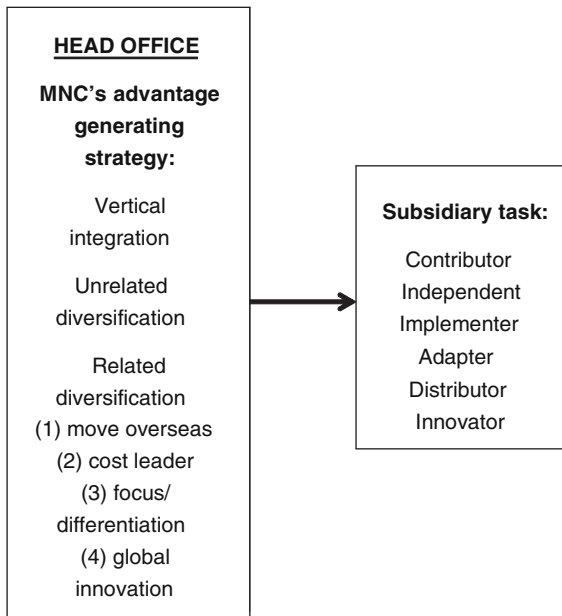 HEAD OFFICE
MNC's advantage
generating
strategy:
Vertical
integration
Unrelated
diversification
Related
diversification
(1) move overseas
(2) cost leader
(3) focus/
differentiation
(4) global
innovation
Subsidiary task:
Contributor
Independent
Implementer
Adapter
Distributor
Innovator